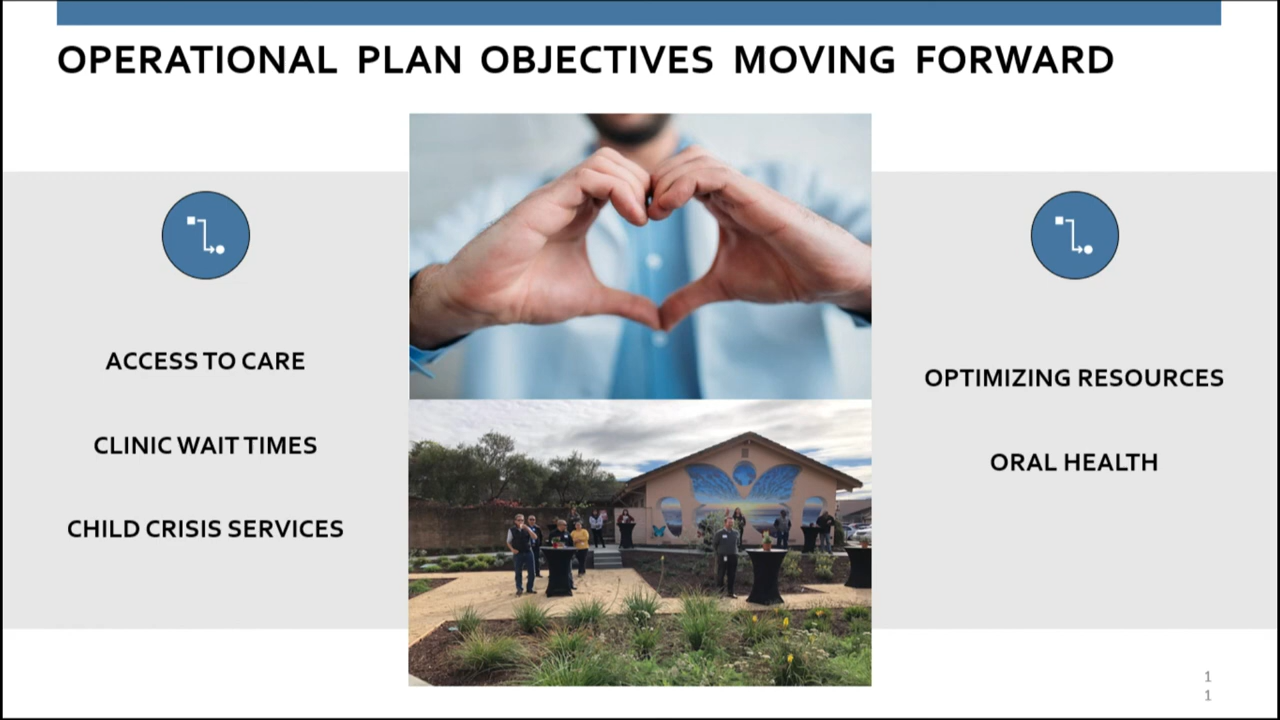 OPERATIONAL PLAN OBJECTIVES MOVING FORWARD
ACCESS TO CARE
CLINIC WAIT TIMES
CHILD CRISIS SERVICES
OPTIMIZING RESOURCES
ORAL HEALTH
1
1